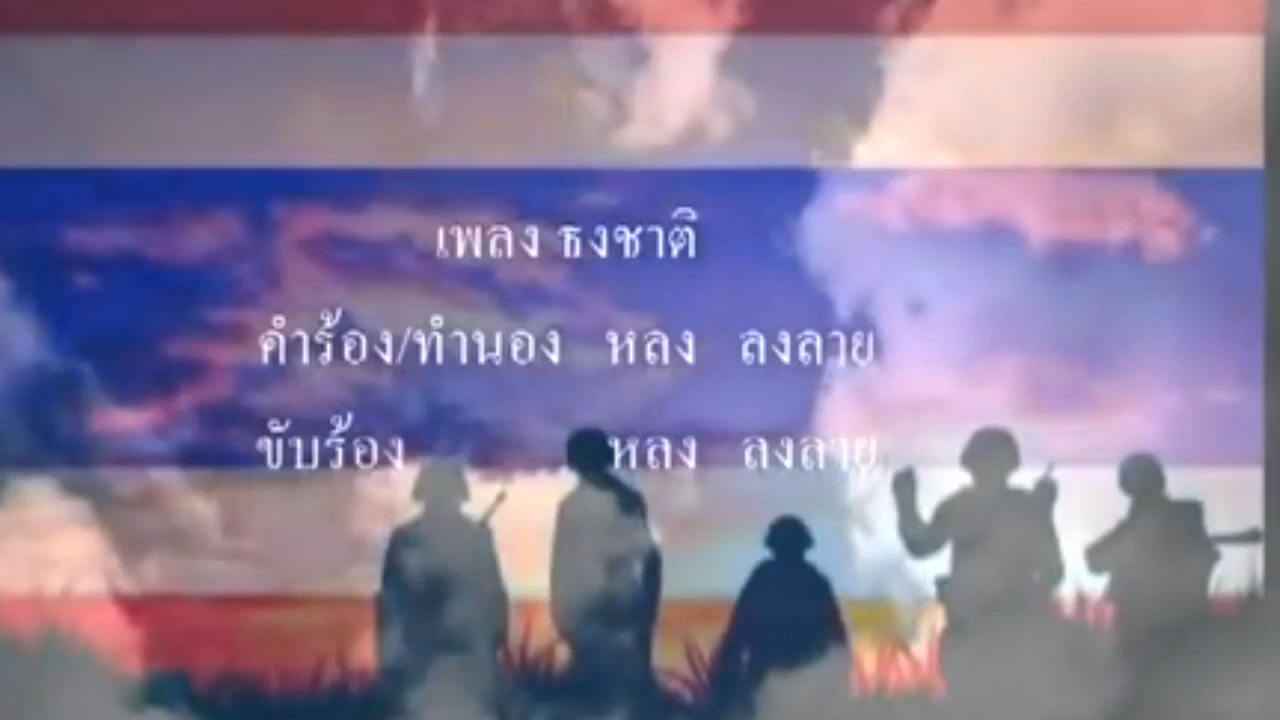 เพลง ธงชาติ
คำร้อง/ทำนอง หลง ลงลาย
ขับร้อง หลง ลงลาย